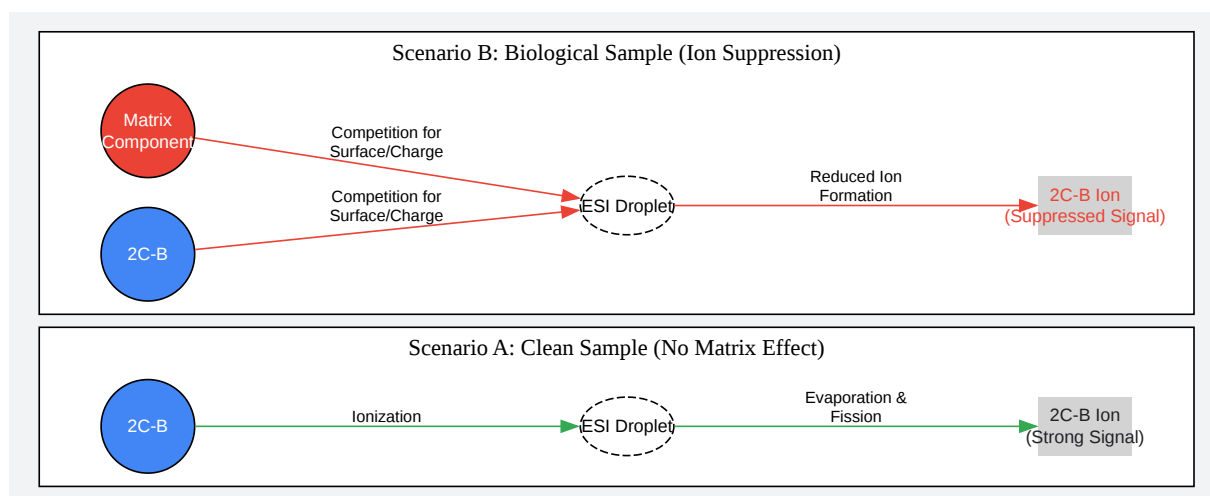 Scenario B: Biological Sample (Ion Suppression)
Matrix
Component
Competition for
Surface/Charge
2C-B
Competition for
Surface/Charge
ESI Droplet
Reduced Ion
Formation
2C-B Ion
(Suppressed Signal)
Scenario A: Clean Sample (No Matrix Effect)
2C-B
Ionization
ESI Droplet
Evaporation &
Fission
2C-B Ion
(Strong Signal)